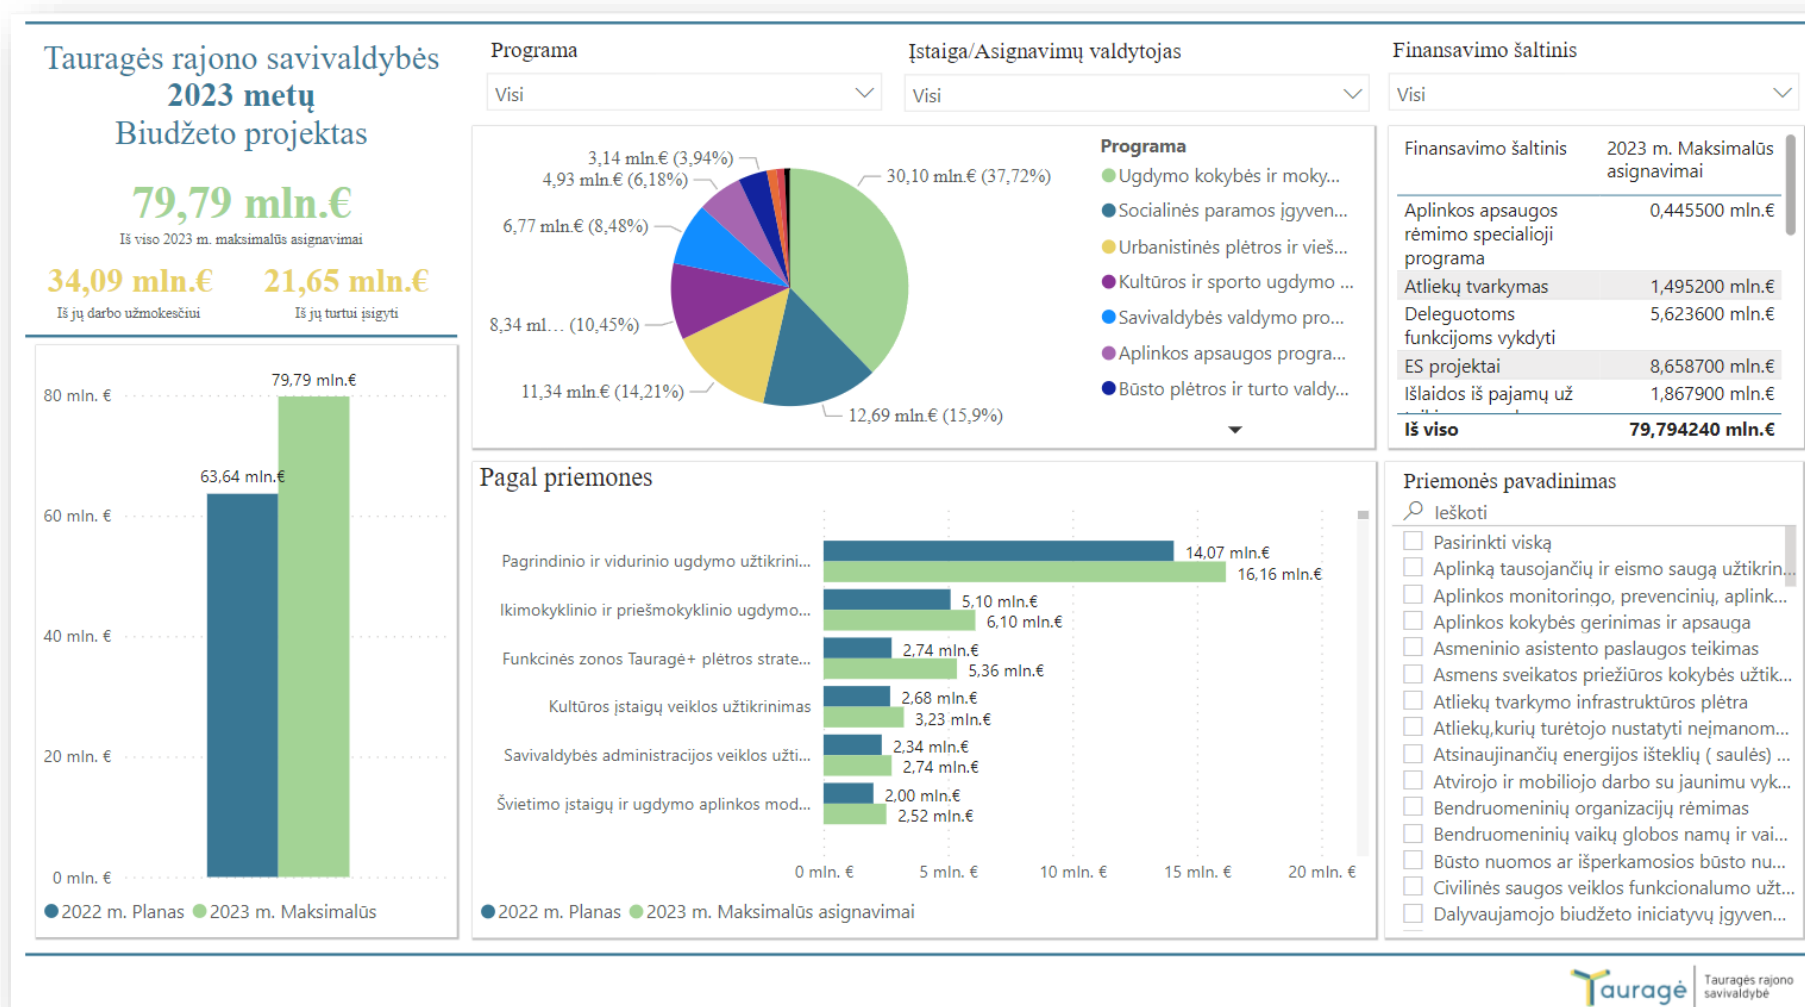 Tauragės rajono savivaldybės
2023 metų
Biudžeto projektas
79,79 mln.€
Iš viso 2023 m. maksimalūs asignavimai
34,09 mln.€
Iš jų darbo užmokesčiui
21,65 mln.€
Iš jų turtui įsigyti
Programa
Visi
Įstaiga/Asignavimų valdytojas
Visi
Finansavimo šaltinis
Visi
80 mln. €
60 mln. €
40 mln. €
20 mln. €
0 mln. €
63,64 mln.€
79,79 mln.€
2022 m. Planas
2023 m. Maksimalūs
3,14 mln.€ (3,94%)
4,93 mln.€ (6,18%)
6,77 mln.€ (8,48%)
8,34 ml... (10,45%)
11,34 mln.€ (14,21%)
12,69 mln.€ (15,9%)
30,10 mln.€ (37,72%)
Programa
Ugdymo kokybės ir moky...
Socialinės paramos įgyven...
Urbanistinės plėtros ir vieš...
Kultūros ir sporto ugdymo ...
Savivaldybės valdymo pro...
Aplinkos apsaugos progra...
Būsto plėtros ir turto valdy...
Finansavimo šaltinis
2023 m. Maksimalūs
asignavimai
Aplinkos apsaugos
rėmimo specialioji
programa
0,445500 mln.€
Atliekų tvarkymas
1,495200 mln.€
Deleguotoms
funkcijoms vykdyti
5,623600 mln.€
ES projektai
8,658700 mln.€
Išlaidos iš pajamų už
1,867900 mln.€
Iš viso
79,794240 mln.€
Pagal priemones
Pagrindinio ir vidurinio ugdymo užtikrini...
14,07 mln.€
16,16 mln.€
Ikimokyklinio ir priešmokyklinio ugdymo...
5,10 mln.€
6,10 mln.€
Funkcinės zonos Tauragė+ plėtros strate...
2,74 mln.€
5,36 mln.€
Kultūros įstaigų veiklos užtikrinimas
2,68 mln.€
3,23 mln.€
Savivaldybės administracijos veiklos užti...
2,34 mln.€
2,74 mln.€
Švietimo įstaigų ir ugdymo aplinkos mod...
2,00 mln.€
2,52 mln.€
0 mln. €
5 mln. €
10 mln. €
15 mln. €
20 mln. €
2022 m. Planas
2023 m. Maksimalūs asignavimai
Priemonės pavadinimas
Ieškoti
Pasirinkti viską
Aplinką tausojančių ir eismo saugą užtikrin...
Aplinkos monitoringo, prevencinių, aplink...
Aplinkos kokybės gerinimas ir apsauga
Asmeninio asistento paslaugos teikimas
Asmens sveikatos priežiūros kokybės užtik...
Atliekų tvarkymo infrastruktūros plėtra
Atliekų,kurių turėtojo nustatyti neįmanom...
Atsinaujinančių energijos išteklių ( saulės) ...
Atvirojo ir mobiliojo darbo su jaunimu vyk...
Bendruomeninių organizacijų rėmimas
Bendruomeninių vaikų globos namų ir vai...
Būsto nuomos ar išperkamosios būsto nu...
Civilinės saugos veiklos funkcionalumo užt...
Dalyvaujamojo biudžeto iniciatyvų įgyven...
Tauragė
Tauragės rajono
savivaldybė